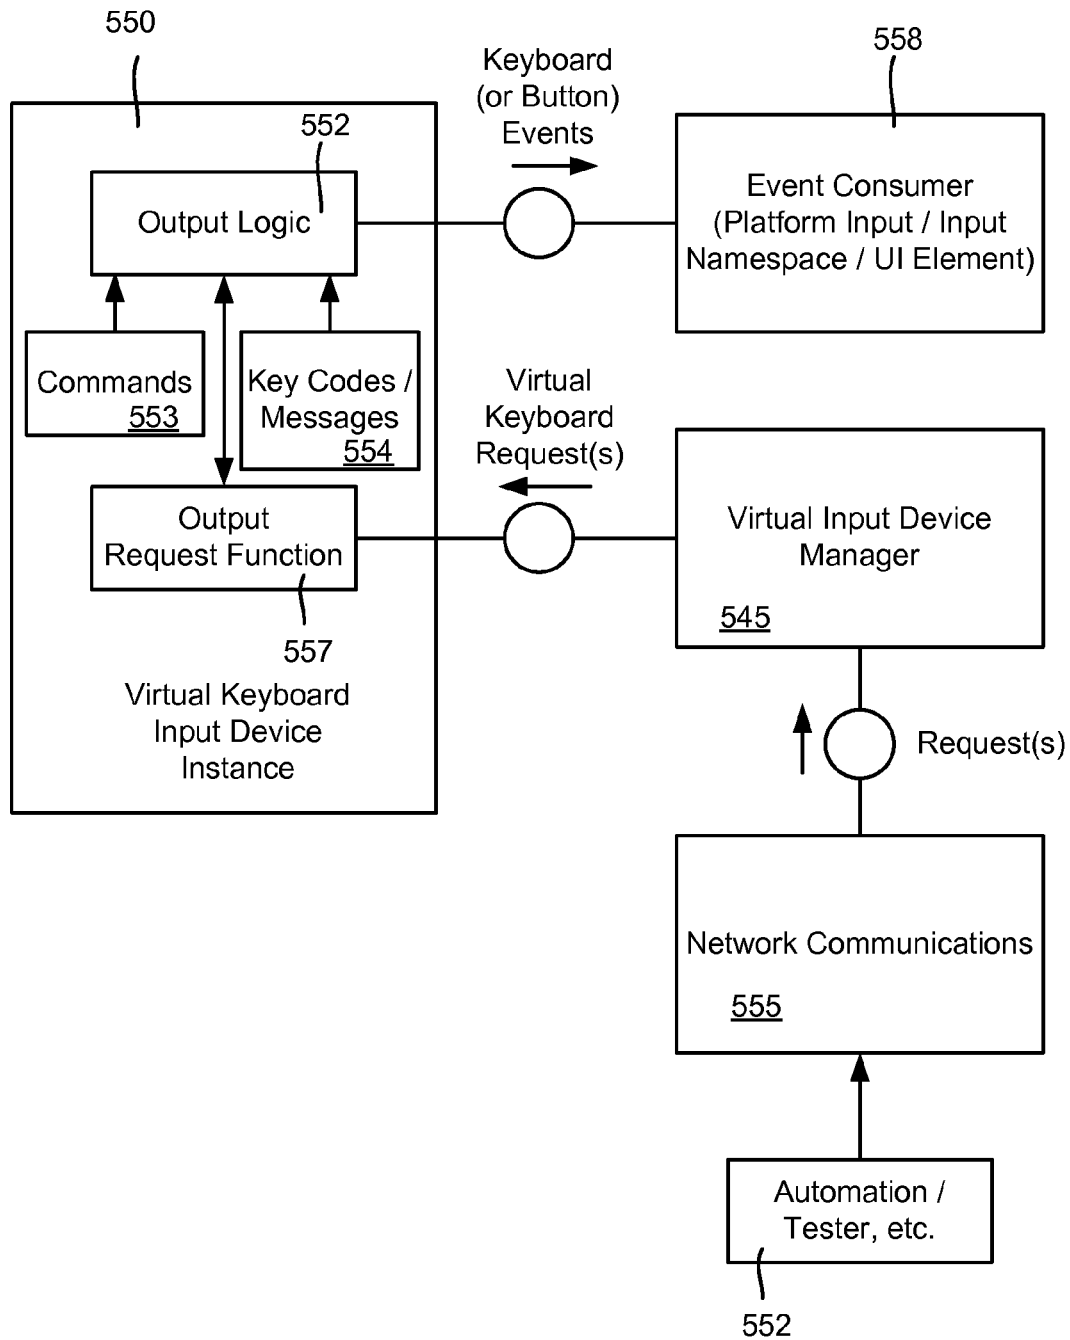 550
552
Output Logic
Commands
553
Key Codes /
Messages
554
Output
Request Function
557
Virtual Keyboard
Input Device
Instance
Keyboard
(or Button)
Events
558
Event Consumer
(Platform Input / Input
Namespace / UI Element)
Virtual
Keyboard
Request(s)
Virtual Input Device
Manager
545
Request(s)
Network Communications
555
Automation /
Tester, etc.
552